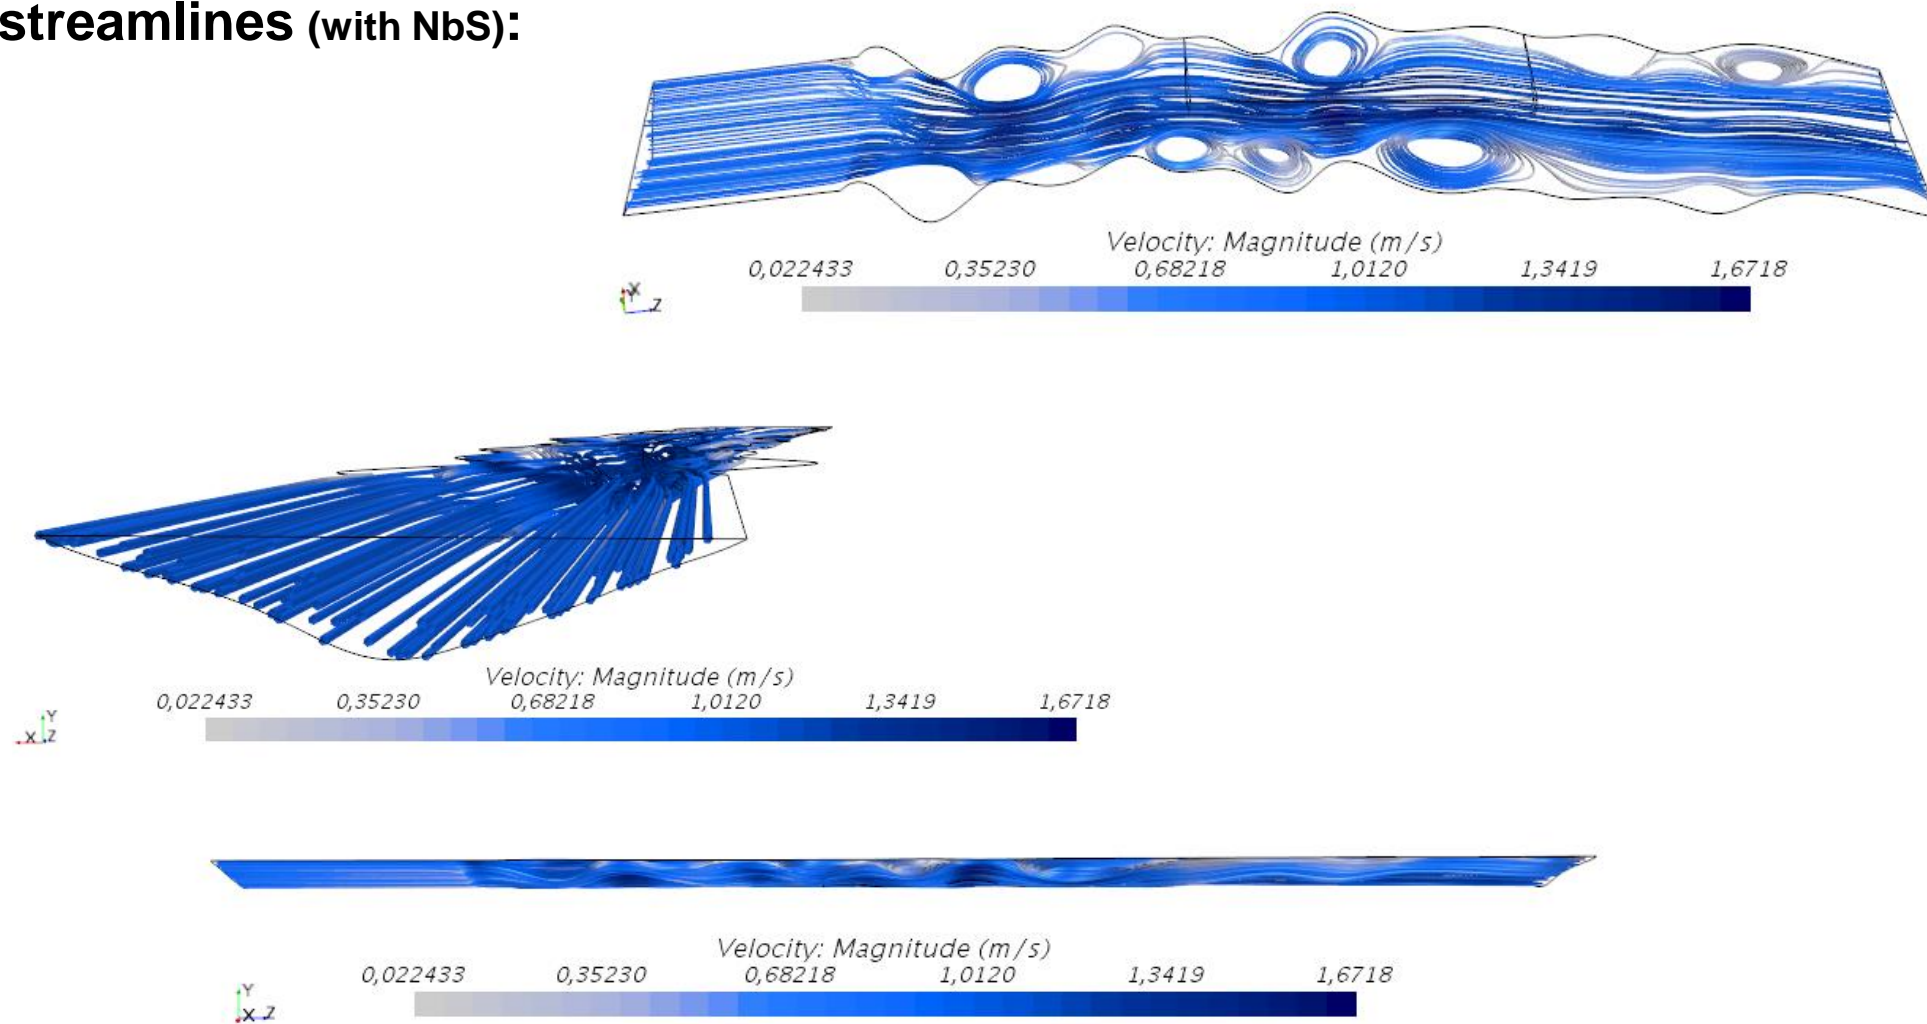 streamlines (with NbS):
Velocity: Magnitude (m/s)
0,022433 0,35230 0,68218 1,0120 1,3419 1,6718
X
Y
Z
Velocity: Magnitude (m/s)
0,022433 0,35230 0,68218 1,0120 1,3419 1,6718
Y
X Z
Velocity: Magnitude (m/s)
0,022433 0,35230 0,68218 1,0120 1,3419 1,6718
Y
X Z